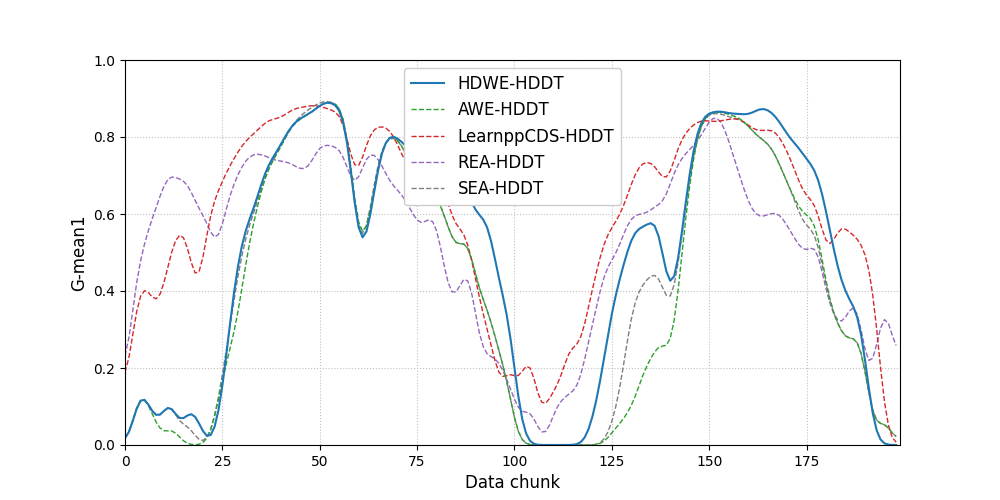 1.0
0.8
0.6
0.4
0.2
0.0
G-mean1
HDWE-HDDT
AWE-HDDT
LearnppCDS-HDDT
REA-HDDT
SEA-HDDT
0 25 50 75 100 125 150 175
Data chunk